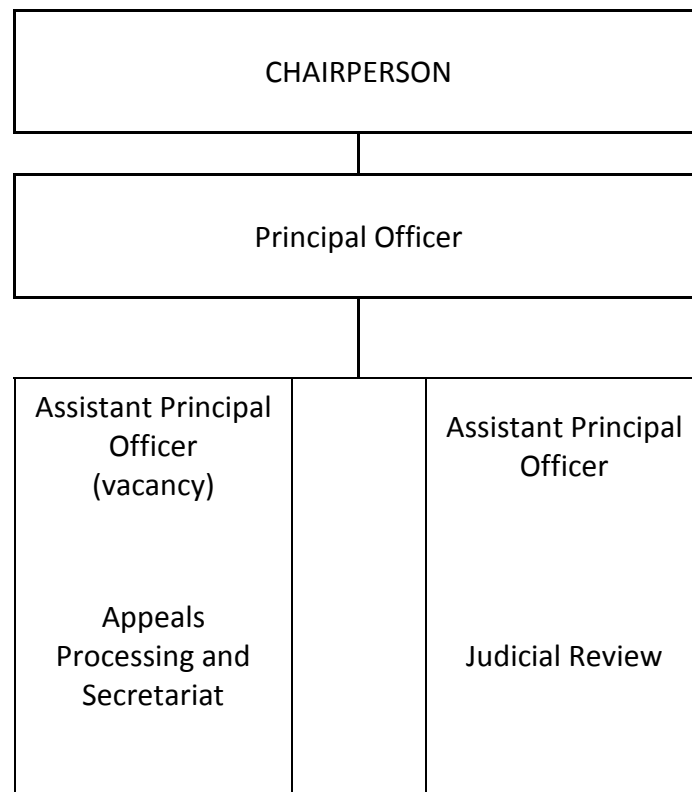 CHAIRPERSON
Principal Officer
Assistant Principal
Officer
(vacancy)
Appeals
Processing and
Secretariat
Assistant Principal
Officer
Judicial Review